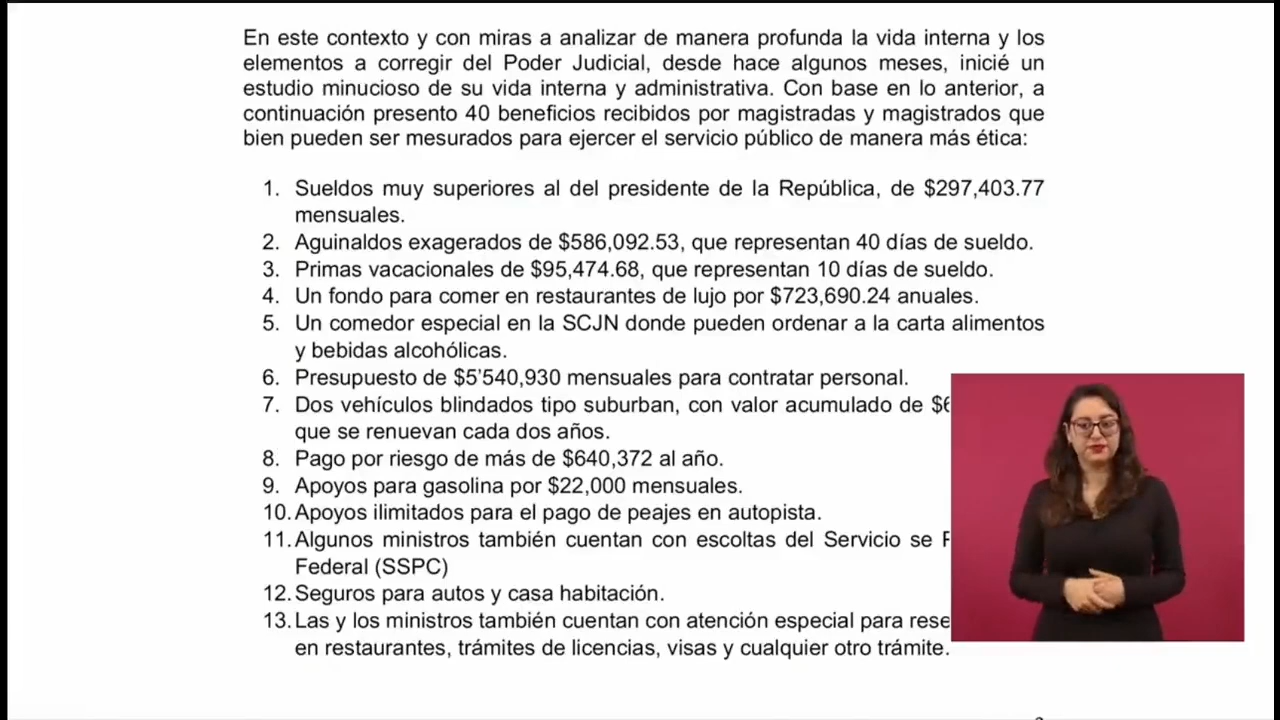 En este contexto y con miras a analizar de manera profunda la vida interna y los
elementos a corregir del Poder Judicial, desde hace algunos meses, inicié un
estudio minucioso de su vida interna y administrativa. Con base en lo anterior, a
continuación presento 40 beneficios recibidos por magistradas y magistrados que
bien pueden ser mesurados para ejercer el servicio público de manera más ética:
1. Sueldos muy superiores al del presidente de la República, de $297,403.77
mensuales.
2. Aguinaldos exagerados de $586,092.53, que representan 40 días de sueldo.
3. Primas vacacionales de $95,474.68, que representan 10 días de sueldo.
4. Un fondo para comer en restaurantes de lujo por $723,690.24 anuales.
5. Un comedor especial en la SCJN donde pueden ordenar a la carta alimentos
y bebidas alcohólicas.
6. Presupuesto de $5'540,930 mensuales para contratar personal.
7. Dos vehículos blindados tipo suburban, con valor acumulado de
que se renuevan cada dos años.
8. Pago por riesgo de más de $640,372 al año.
9. Apoyos para gasolina por $22,000 mensuales.
10. Apoyos ilimitados para el pago de peajes en autopista.
11. Algunos ministros también cuentan con escoltas del Servicio se
Federal (SSPC)
12. Seguros para autos y casa habitación.
13. Las y los ministros también cuentan con atención especial para
en restaurantes, trámites de licencias, visas y cualquier otro trámite.